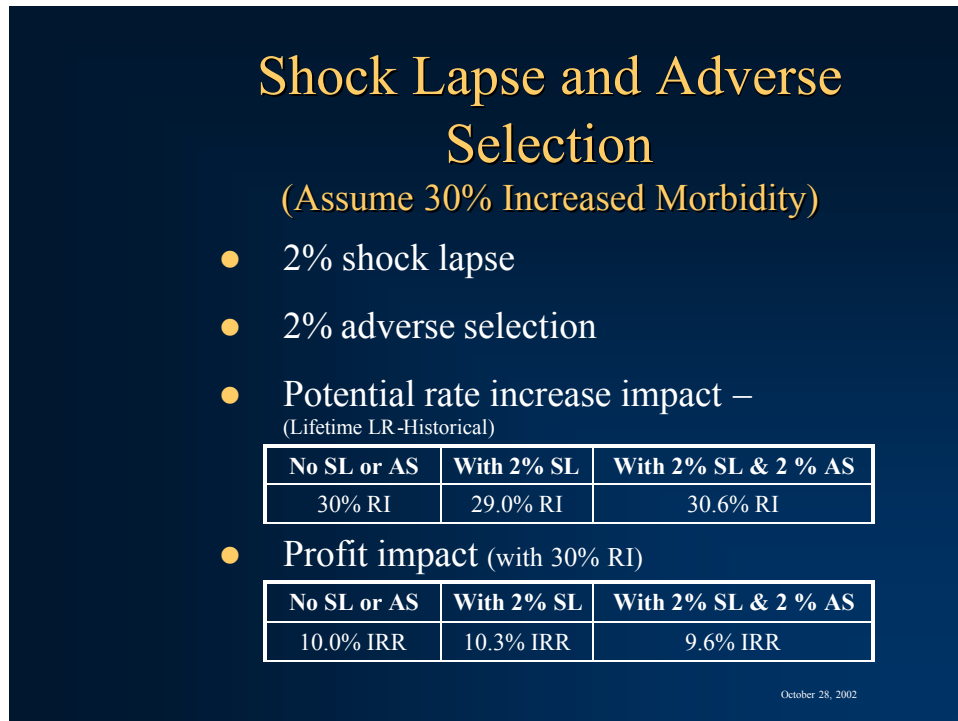 Shock Lapse and Adverse
Selection
(Assume 30% Increased Morbidity)
2% shock lapse
2% adverse selection
Potential rate increase impact –
(Lifetime LR-Historical)
No SL or AS With 2% SL With 2% SL & 2 % AS
30% RI 29.0% RI 30.6% RI
Profit impact (with 30% RI)
No SL or AS With 2% SL With 2% SL & 2 % AS
10.0% IRR 10.3% IRR 9.6% IRR
October 28, 2002